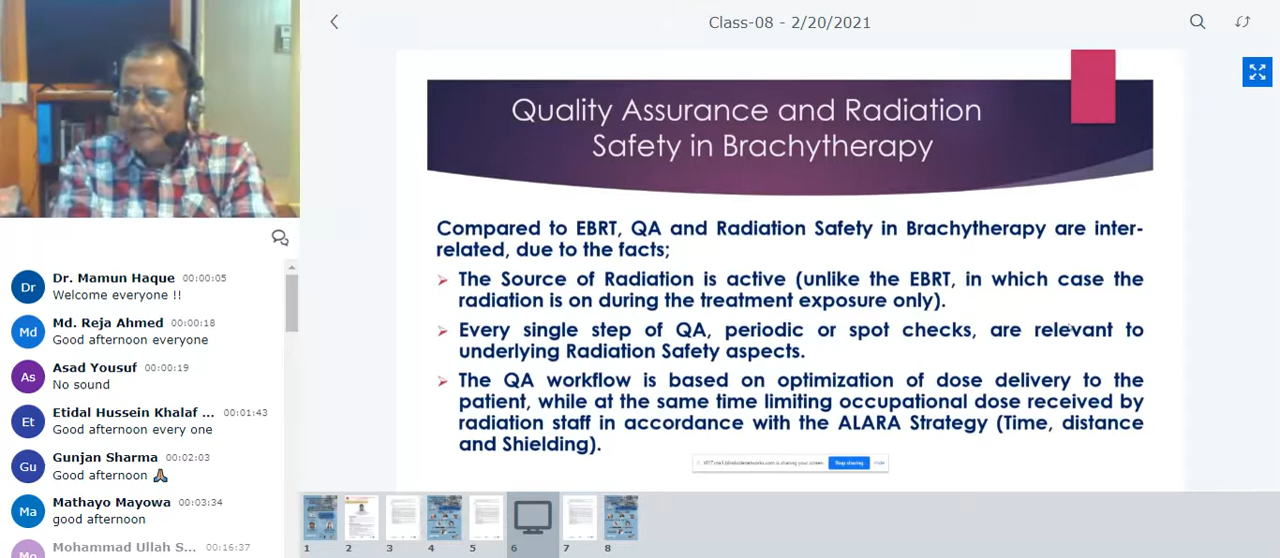 Class-08 - 2/20/2021
Quality Assurance and Radiation
Safety in Brachytherapy
Compared to EBRT, QA and Radiation Safety in Brachytherapy are inter-
related, due to the facts;
The Source of Radiation is active (unlike the EBRT, in which case the
radiation is on during the treatment exposure only).
Every single step of QA, periodic or spot checks, are relevant to
underlying Radiation Safety aspects.
The QA workflow is based on optimization of dose delivery to the
patient, while at the same time limiting occupational dose received by
radiation staff in accordance with the ALARA Strategy (Time, distance
and Shielding).
is sharing your screen. Stop sharing Hide
Dr
Dr. Mamun Haque 00:00:05
Welcome everyone !!
Md
Md. Reja Ahmed 00:00:18
Good afternoon everyone
As
Asad Yousuf 00:00:19
No sound
Et
Etidal Hussein Khalaf ... 00:01:43
Good afternoon every one
Gu
Gunjan Sharma 00:02:03
Good afternoon 🙏🏽
Ma
Mathayo Mayowa 00:03:34
good afternoon
Mo
Mohammad Ullah S... 00:16:37
1 2 3 4 5 6 7 8